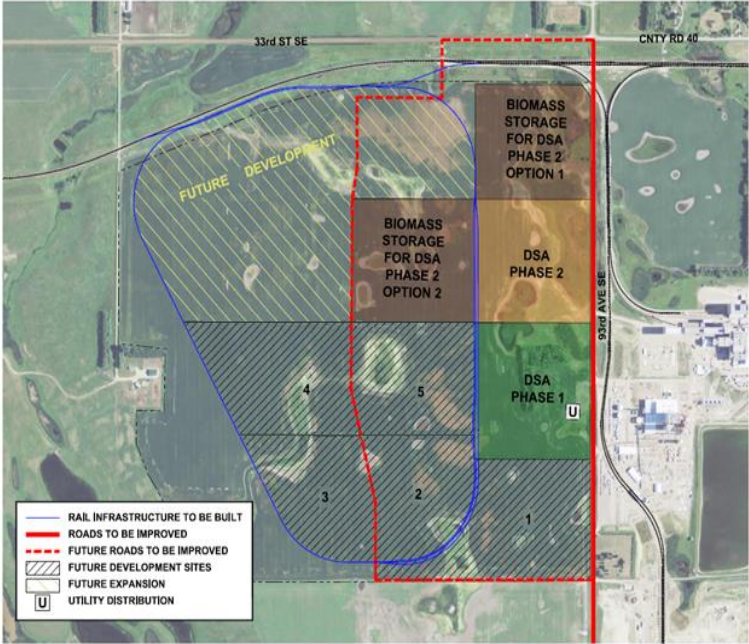 33rd ST SE
CNTY RD 40
BIOMASS
STORAGE
FOR DSA
PHASE 2
OPTION 1
FUTURE DEVELOPMENT
BIOMASS
STORAGE
FOR DSA
PHASE 2
OPTION 2
DSA
PHASE 2
93rd AVE SE
DSA
PHASE 1
U
4
5
3
2
1
RAIL INFRASTRUCTURE TO BE BUILT
ROADS TO BE IMPROVED
FUTURE ROADS TO BE IMPROVED
FUTURE DEVELOPMENT SITES
FUTURE EXPANSION
U UTILITY DISTRIBUTION